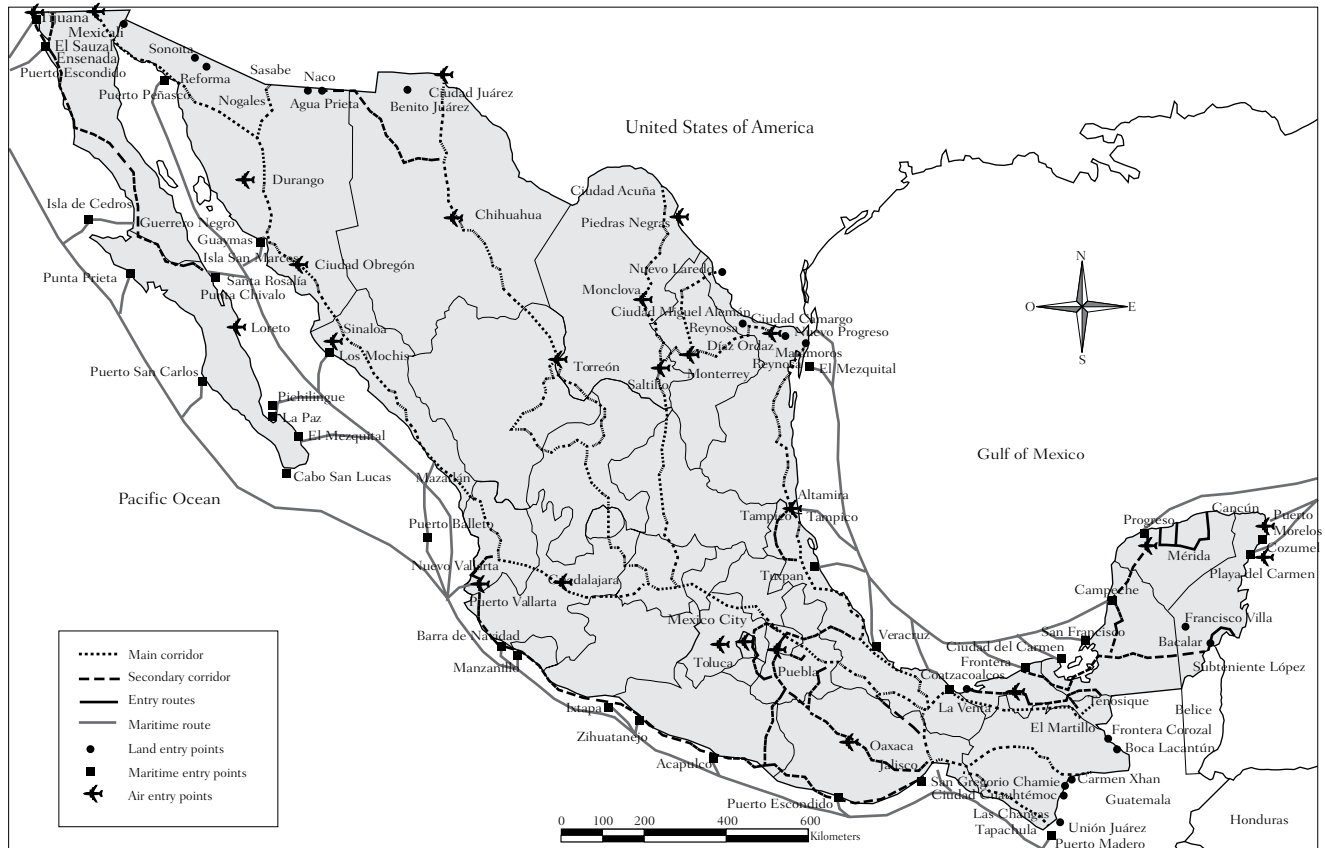 Tijuana
Mexicali
El Sauzal
Ensenada
Puerto Escondido
Sonoita
Reforma
Puerto Peñasco
Sasabe
Nogales
Naco
Agua Prieta
Benito Juárez
Ciudad Juárez
United States of America
Durango
Chihuahua
Ciudad Acuña
Piedras Negras
Isla de Cedros
Guerrero Negro
Guaymas
Isla San Marcos
Ciudad Obregón
Punta Prieta
Santa Rosalía
Punta Chivalo
Nuevo Laredo
Monclova
Ciudad Miguel Alemán
Ciudad Camargo
Reynosa
Nuevo Progreso
Díaz Ordaz
Matamoros
Reynosa
El Mezquital
Monterrey
Saltillo
Torreón
Loreto
Sinaloa
Los Mochis
Puerto San Carlos
Pichilingue
La Paz
El Mezquital
Cabo San Lucas
Pacific Ocean
Gulf of Mexico
N
O
E
S
Mazatlán
Puerto Balleto
Nuevo Vallarta
Puerto Vallarta
Guadalajara
Altamira
Tampico
Tampico
Tuxpan
Mexico City
Toluca
Puebla
Veracruz
Barra de Navidad
Manzanillo
Ixtapa
Zihuatanejo
Acapulco
Puerto Escondido
Oaxaca
Jalisco
Progreso
Cancún
Puerto
Morelos
Cozumel
Mérida
Playa del Carmen
Campeche
Francisco Villa
San Francisco
Bacalar
Ciudad del Carmen
Frontera
Coatzacoalcos
Subteniente López
La Venta
Tenosique
Belice
El Martillo
Frontera Corozal
Boca Lacantún
San Gregorio Chamie
Carmen Xhan
Ciudad Cuauhtémoc
Guatemala
Las Changas
Tapachula
Unión Juárez
Puerto Madero
Honduras
Main corridor
Secondary corridor
Entry routes
Maritime route
Land entry points
Maritime entry points
Air entry points
0 100 200 400 600
Kilometers